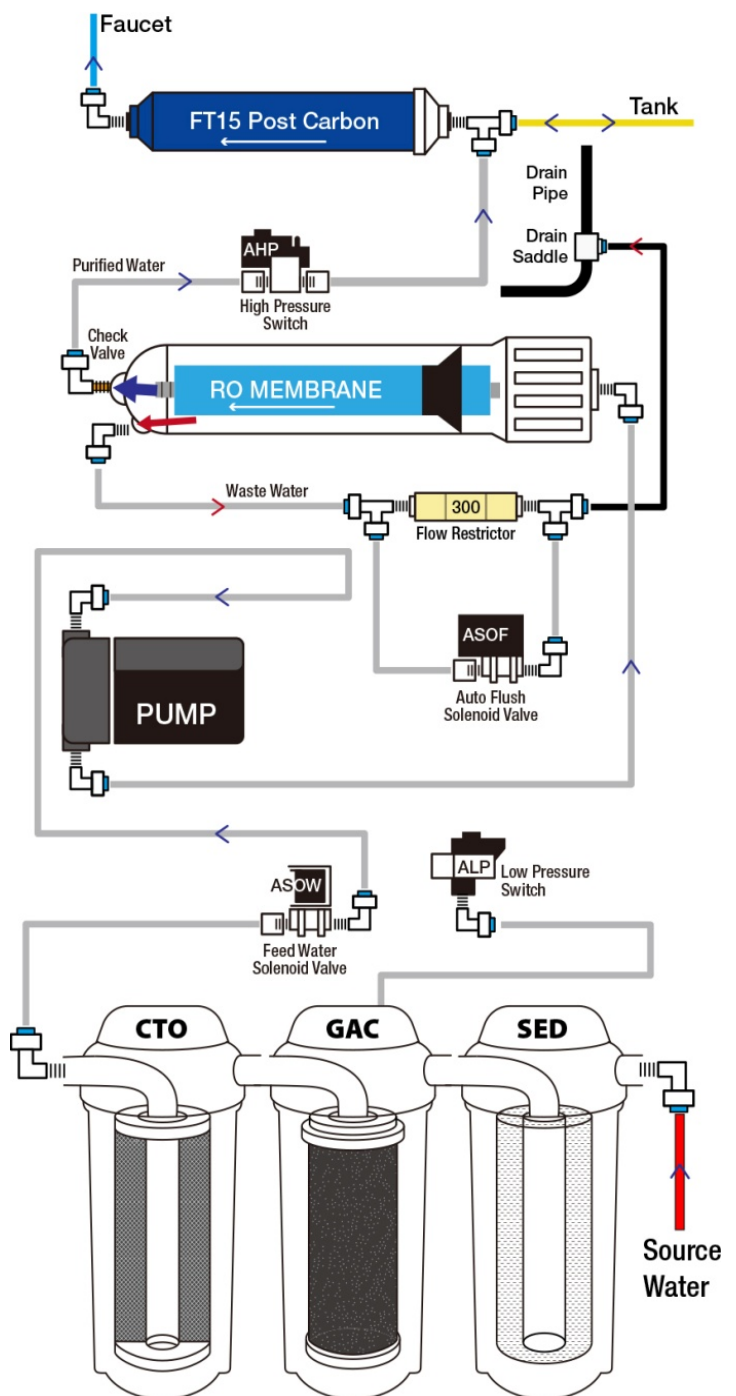 Faucet
FT15 Post Carbon
Tank
Drain
Pipe
Drain
Saddle
AHP
Purified Water
High Pressure
Switch
Check
Valve
RO MEMBRANE
Waste Water
300
Flow Restrictor
ASOF
Auto Flush
Solenoid Valve
PUMP
ASOW
Feed Water
Solenoid Valve
ALP
Low Pressure
Switch
CTO
GAC
SED
Source
Water